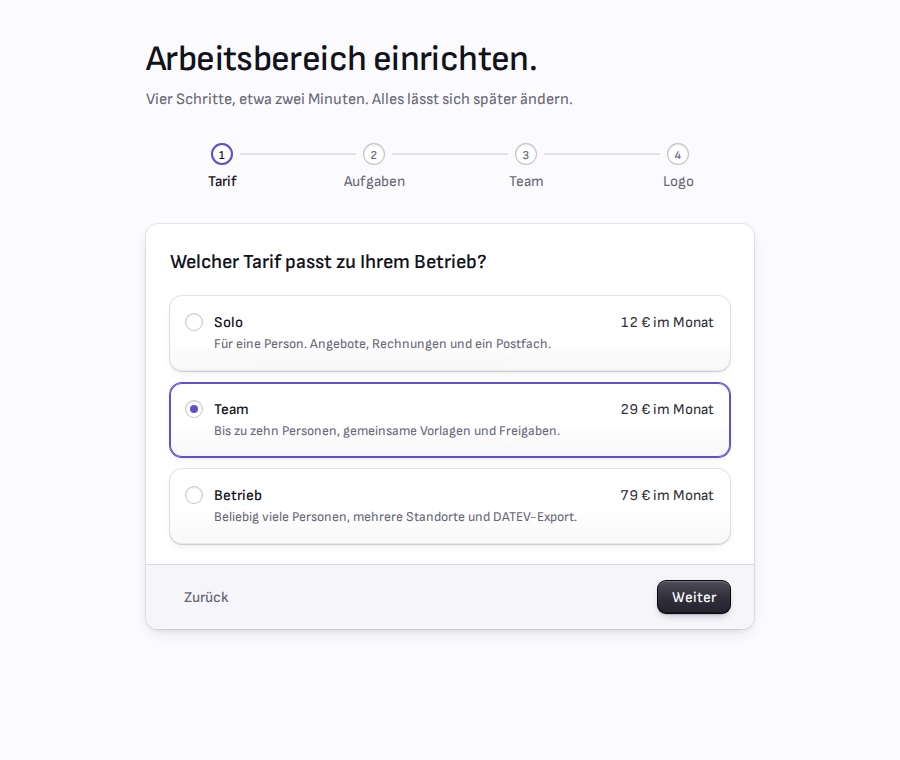 Arbeitsbereich einrichten.
Vier Schritte, etwa zwei Minuten. Alles lässt sich später ändern.
1 2 3 4
Tarif Aufgaben Team Logo
Welcher Tarif passt zu Ihrem Betrieb?
Solo 12 € im Monat
Für eine Person. Angebote, Rechnungen und ein Postfach.
Team 29 € im Monat
Bis zu zehn Personen, gemeinsame Vorlagen und Freigaben.
Betrieb 79 € im Monat
Beliebig viele Personen, mehrere Standorte und DATEV-Export.
Zurück Weiter